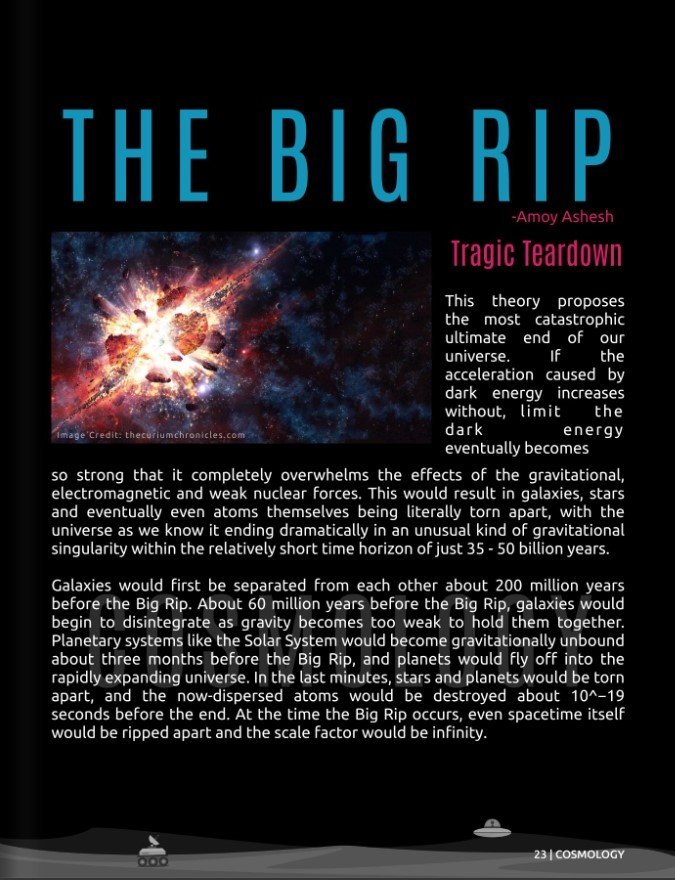 THE BIG RIP
-Amoy Ashesh
Tragic Teardown
This theory proposes
the most catastrophic
ultimate end of our
universe. If the
acceleration caused by
dark energy increases
without, limit the
dark energy
eventually becomes
Image Credit: thecoriumchronicles.com
so strong that it completely overwhelms the effects of the gravitational,
electromagnetic and weak nuclear forces. This would result in galaxies, stars
and eventually even atoms themselves being literally torn apart, with the
universe as we know it ending dramatically in an unusual kind of gravitational
singularity within the relatively short time horizon of just 35 - 50 billion years.
Galaxies would first be separated from each other about 200 million years
before the Big Rip. About 60 million years before the Big Rip, galaxies would
begin to disintegrate as gravity becomes too weak to hold them together.
Planetary systems like the Solar System would become gravitationally unbound
about three months before the Big Rip, and planets would fly off into the
rapidly expanding universe. In the last minutes, stars and planets would be torn
apart, and the now-dispersed atoms would be destroyed about 10^−19
seconds before the end. At the time the Big Rip occurs, even spacetime itself
would be ripped apart and the scale factor would be infinity.
COSMOLOGY
23 | COSMOLOGY